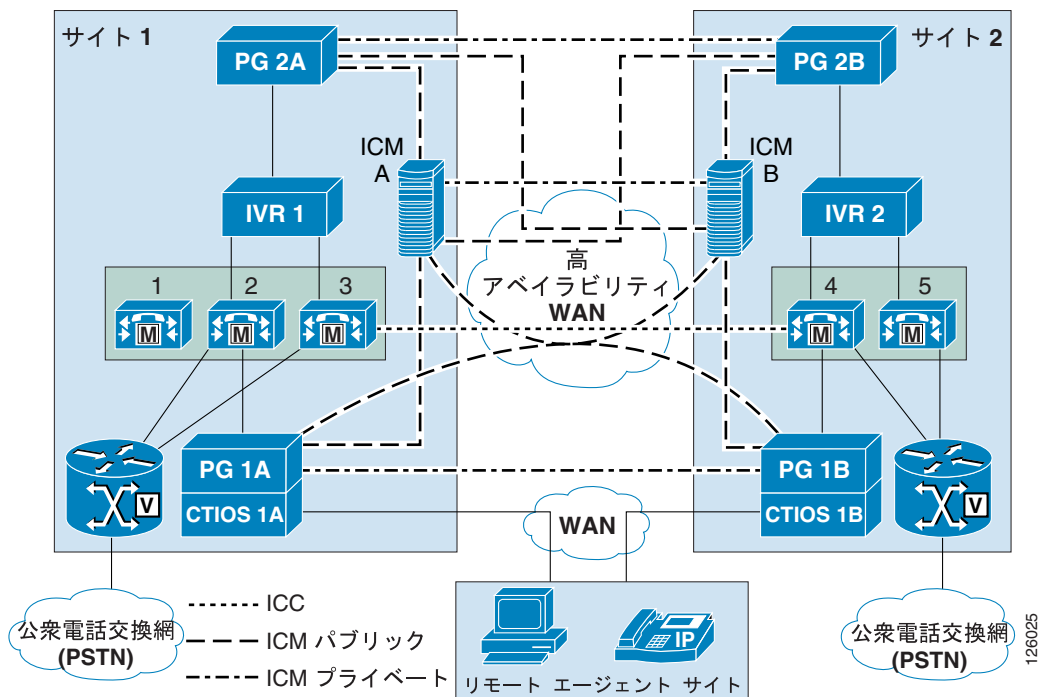 サイト 1
サイト 2
PG 2A
PG 2B
ICM
A
ICM
B
IVR 1
IVR 2
高
アベイラビリティ
WAN
1
2
3
4
5
M
M
M
M
M
PG 1A
PG 1B
V
V
CTIOS 1A
CTIOS 1B
WAN
公衆電話交換網
(PSTN)
ICC
ICM パブリック
ICM プライベート
IP
リモート エージェント サイト
公衆電話交換網
(PSTN)
126025